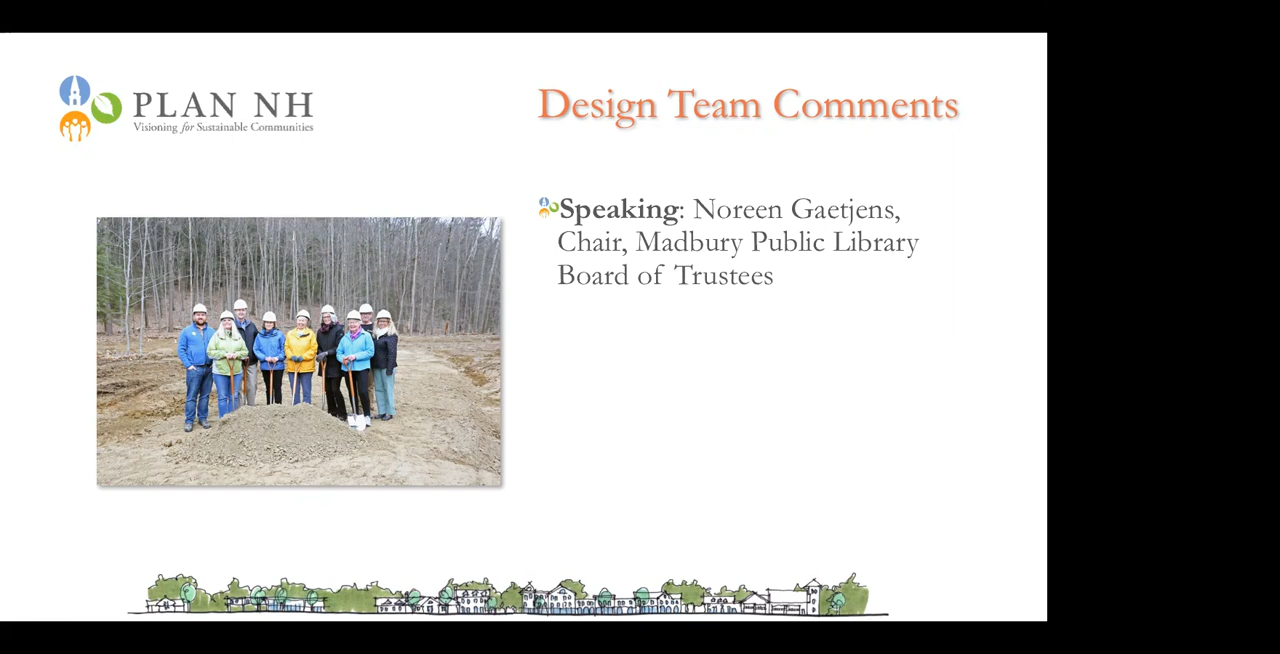 PLAN NH
Visioning for Sustainable Communities
Design Team Comments
Speaking: Noreen Gaetjens,
Chair, Madbury Public Library
Board of Trustees